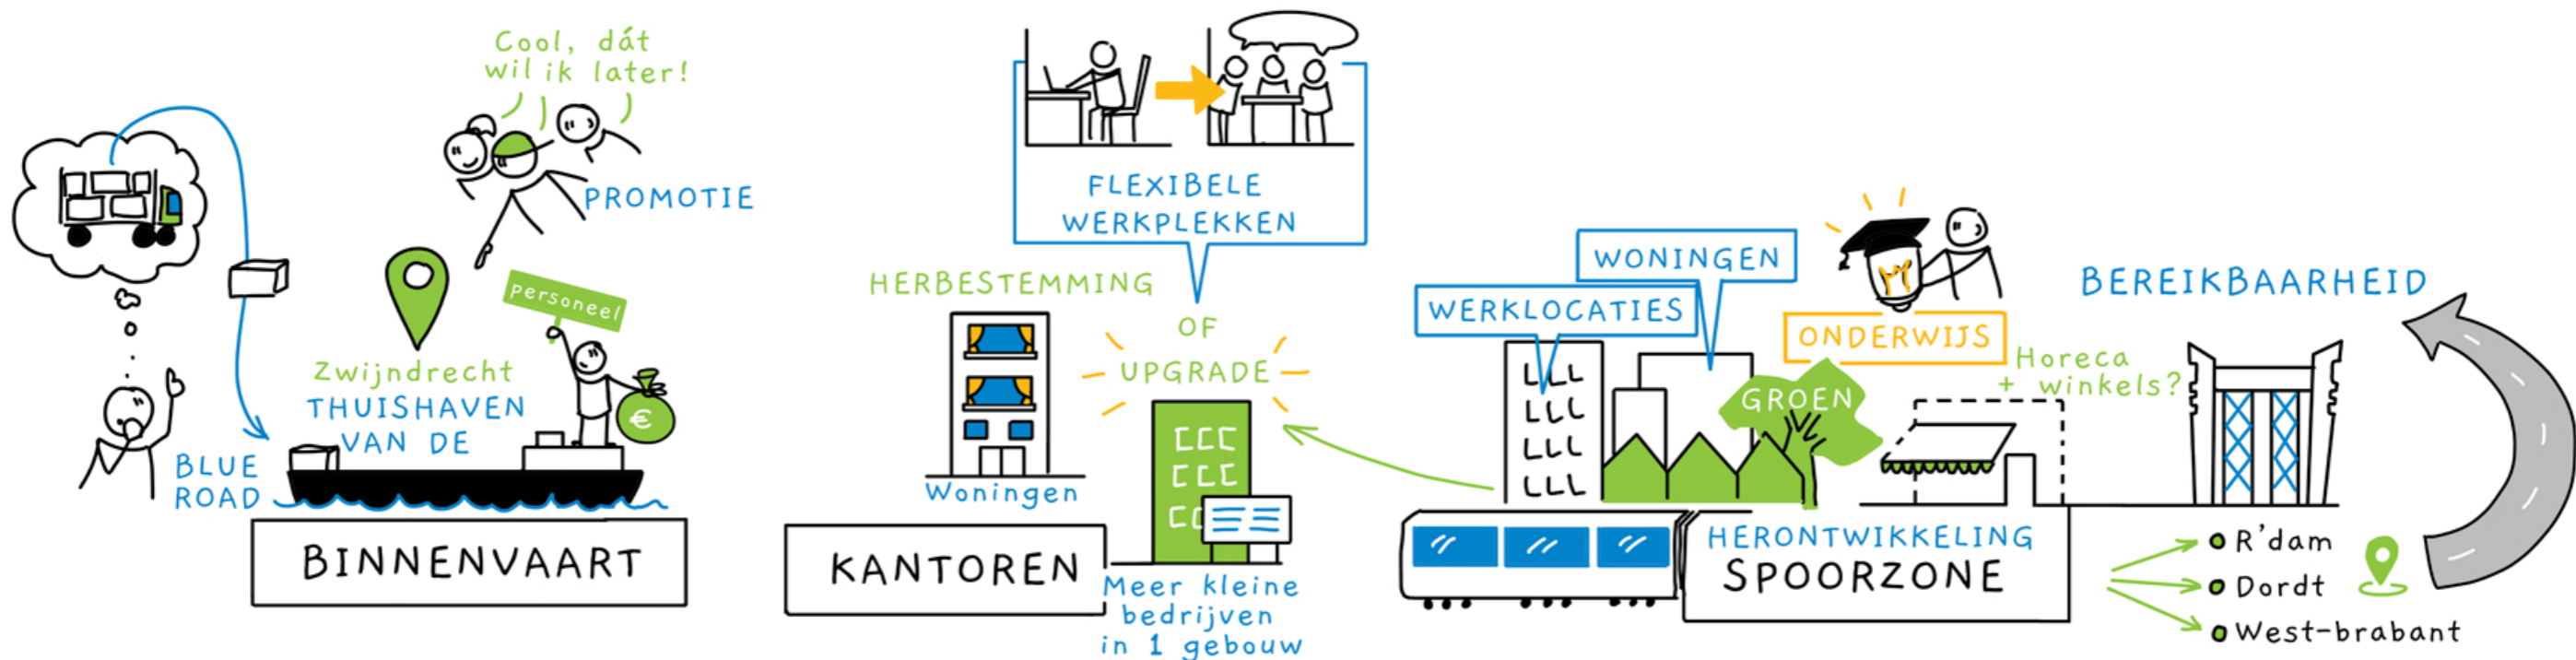 Cool, dát
wil ik later!
PROMOTIE
personeel
Zwijndrecht
THUISHAVEN
VAN DE
€
BLUE
ROAD
BINNENVAART
FLEXIBELE
WERKPLEKKEN
HERBESTEMMING
OF
UPGRADE
Woningen
KANTOREN
Meer kleine
bedrijven
in 1 gebouw
WONINGEN
WERKLOCATIES
ONDERWIJS
GROEN
Horeca
+ winkels?
HERONTWIKKELING
SPOORZONE
BEREIKBAARHEID
R'dam
Dordt
West-brabant